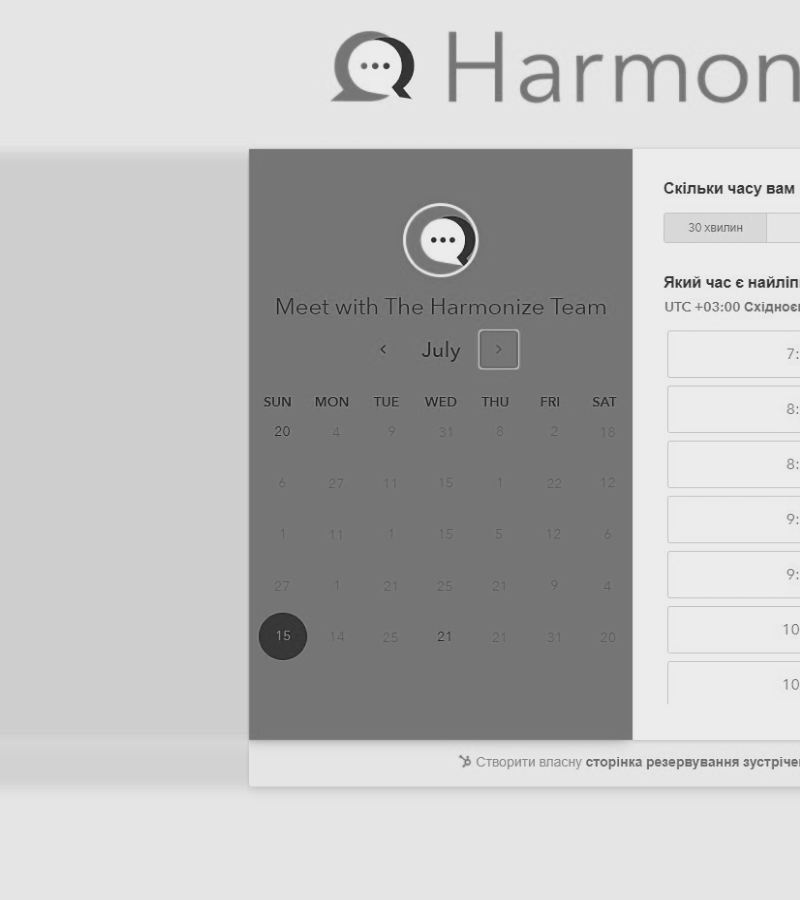 Harmon
Meet with The Harmonize Team
July
SUN MON TUE WED THU FRI SAT
20 4 9 31 8 2 18
6 27 11 15 1 22 12
1 11 1 15 5 12 6
27 1 21 25 21 9 4
15 14 25 21 21 31 20
Скільки часу вам
30 хвилин
Який час є найліп
UTC +03:00 Східноє
7:
8:
8:
9:
9:
10
10
Створити власну сторінка резервування зустріче